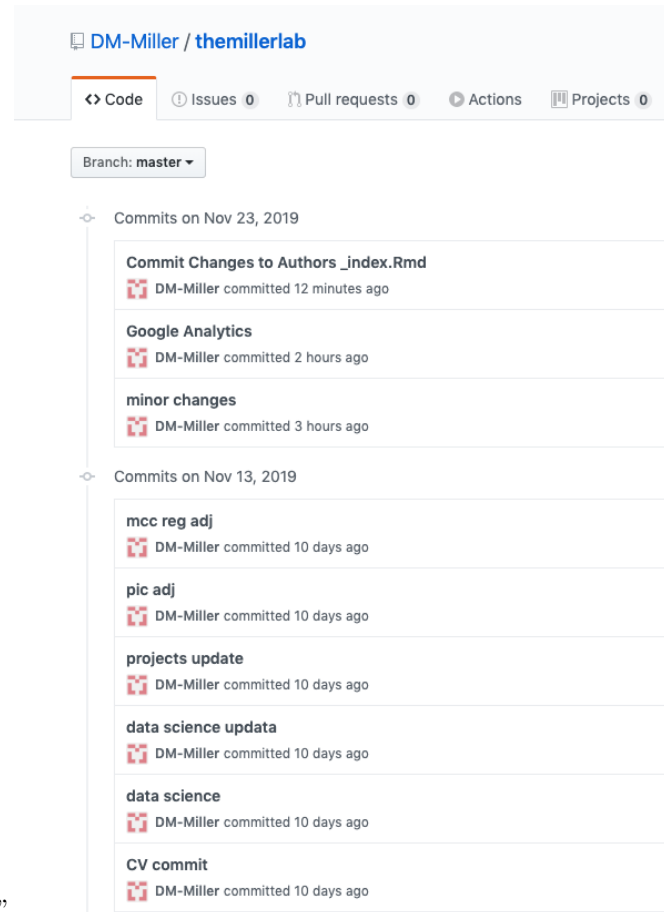 DM-Miller / themillerlab
<> Code Issues 0 Pull requests 0 Actions Projects 0
Branch: master
Commits on Nov 23, 2019
Commit Changes to Authors _index.Rmd
DM-Miller committed 12 minutes ago
Google Analytics
DM-Miller committed 2 hours ago
minor changes
DM-Miller committed 3 hours ago
Commits on Nov 13, 2019
mcc reg adj
DM-Miller committed 10 days ago
pic adj
DM-Miller committed 10 days ago
projects update
DM-Miller committed 10 days ago
data science updata
DM-Miller committed 10 days ago
data science
DM-Miller committed 10 days ago
CV commit
DM-Miller committed 10 days ago
”